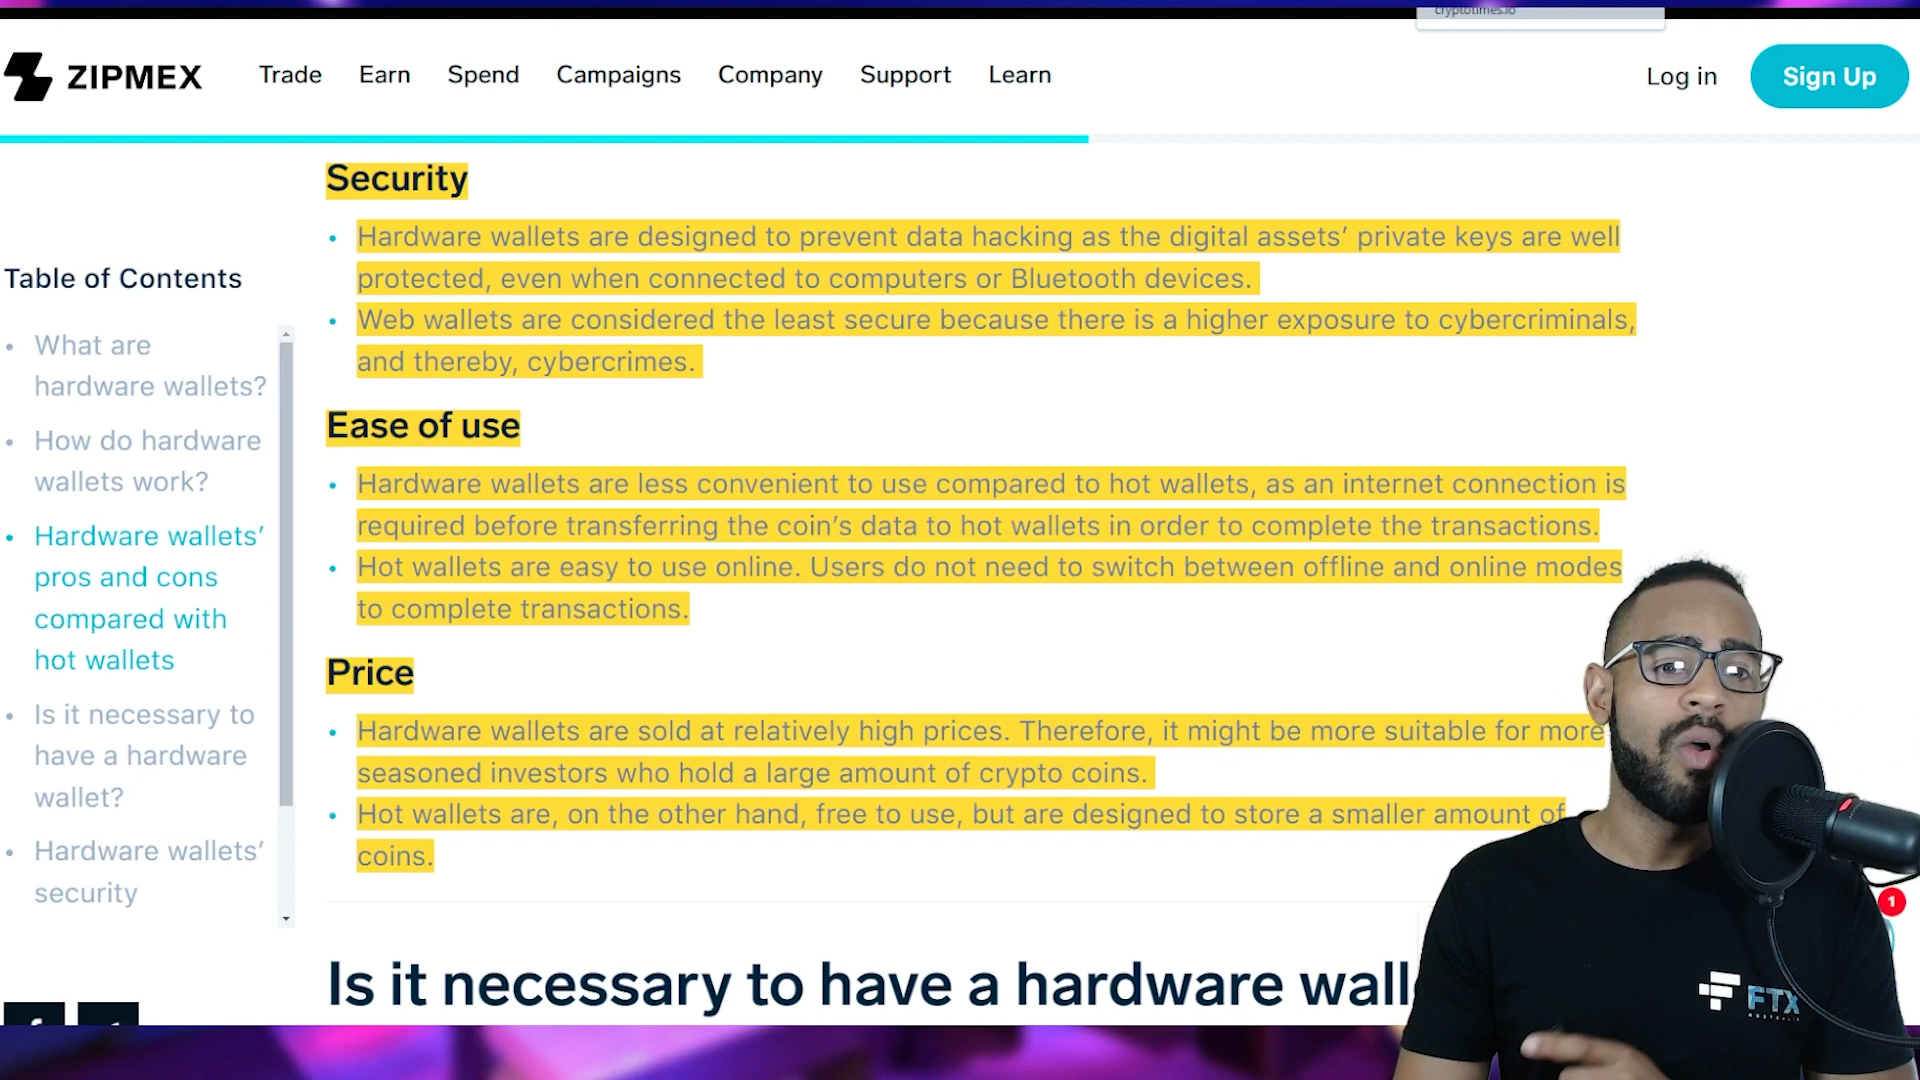 cryptotimes.io
ZIPMEX
Trade Earn Spend Campaigns Company Support Learn
Log in
Sign Up
Table of Contents
What are
hardware wallets?
How do hardware
wallets work?
Hardware wallets’
pros and cons
compared with
hot wallets
Is it necessary to
have a hardware
wallet?
Hardware wallets’
security
Security
Hardware wallets are designed to prevent data hacking as the digital assets’ private keys are well
protected, even when connected to computers or Bluetooth devices.
Web wallets are considered the least secure because there is a higher exposure to cybercriminals,
and thereby, cybercrimes.
Ease of use
Hardware wallets are less convenient to use compared to hot wallets, as an internet connection is
required before transferring the coin’s data to hot wallets in order to complete the transactions.
Hot wallets are easy to use online. Users do not need to switch between offline and online modes
to complete transactions.
Price
Hardware wallets are sold at relatively high prices. Therefore, it might be more suitable for more
seasoned investors who hold a large amount of crypto coins.
Hot wallets are, on the other hand, free to use, but are designed to store a smaller amount of
coins.
Is it necessary to have a hardware wall
1
FTX
AUSTRALIA